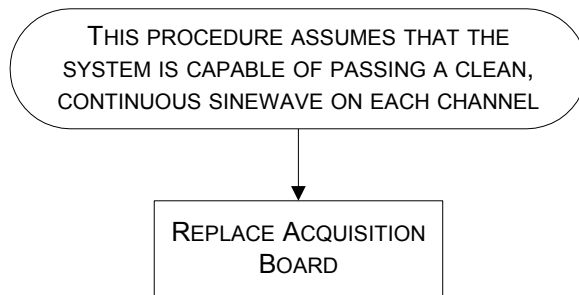 THIS PROCEDURE ASSUMES THAT THE
SYSTEM IS CAPABLE OF PASSING A CLEAN,
CONTINUOUS SINEWAVE ON EACH CHANNEL
REPLACE ACQUISITION
BOARD